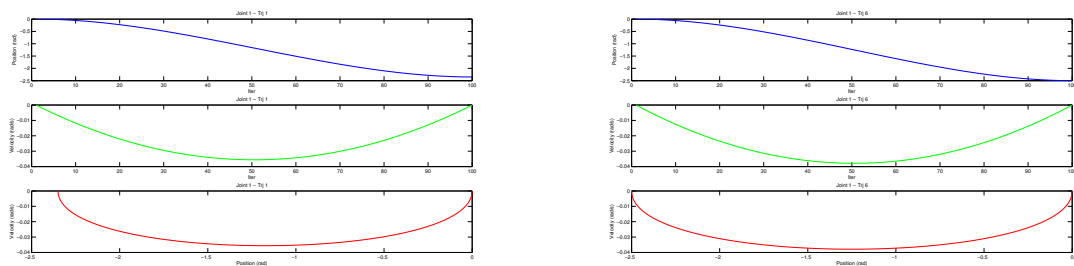 Joint 1 – Trj 1
Position (rad)
0
−0.5
−1
−1.5
−2
−2.5
0 10 20 30 40 50 60 70 80 90 100
Iter
Joint 1 – Trj 1
Velocity (rad/s)
0
−0.01
−0.02
−0.03
−0.04
0 10 20 30 40 50 60 70 80 90 100
Iter
Joint 1 – Trj 1
Velocity (rad/s)
0
−0.01
−0.02
−0.03
−0.04
−2.5 −2 −1.5 −1 −0.5 0
Position (rad)
Joint 1 – Trj 6
Position (rad)
0
−0.5
−1
−1.5
−2
−2.5
0 10 20 30 40 50 60 70 80 90 100
Iter
Joint 1 – Trj 6
Velocity (rad/s)
0
−0.01
−0.02
−0.03
−0.04
0 10 20 30 40 50 60 70 80 90 100
Iter
Joint 1 – Trj 6
Velocity (rad/s)
0
−0.01
−0.02
−0.03
−0.04
−2.5 −2 −1.5 −1 −0.5 0
Position (rad)